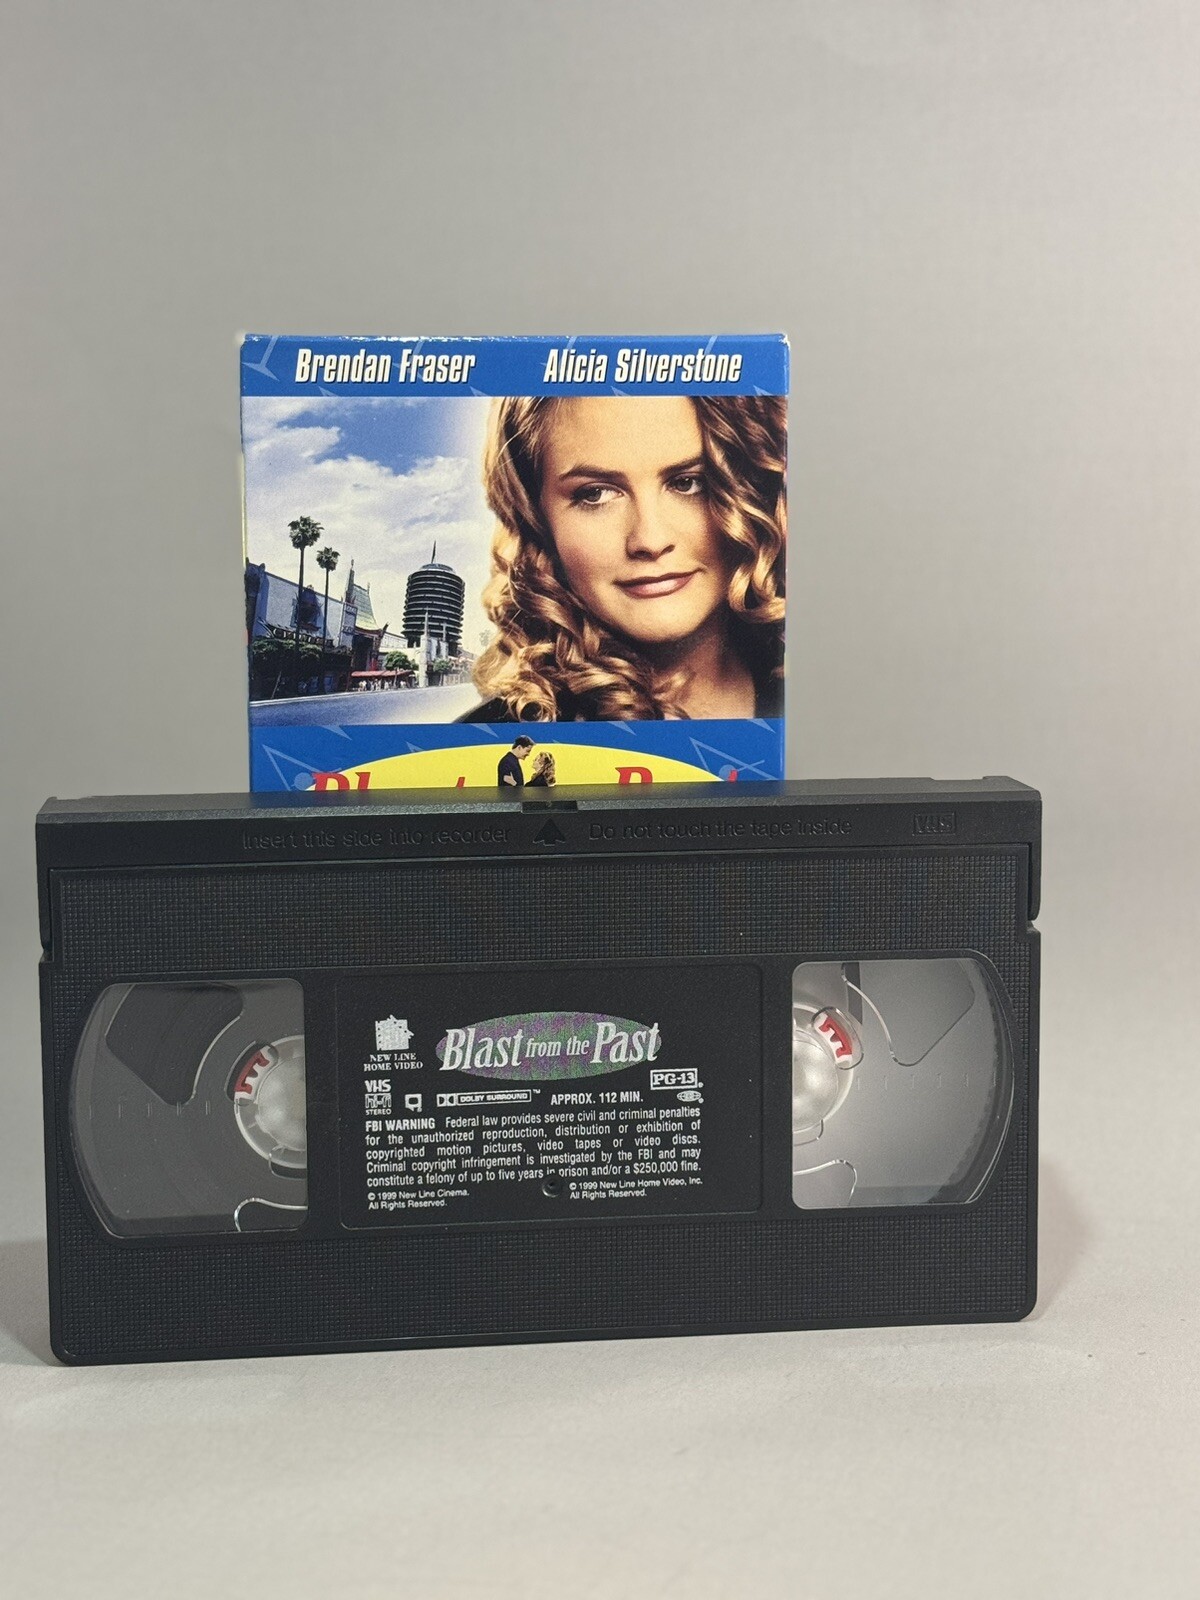 Brendan Fraser Alicia Silverstone
Insert this side into recorder Do not touch the tape inside VHS
NEW LINE
HOME VIDEO
Blast from the Past
VHS
HI-FI
STEREO
DOLBY SURROUND™
APPROX. 112 MIN.
PG-13
FBI WARNING Federal law provides severe civil and criminal penalties
for the unauthorized reproduction, distribution or exhibition of
copyrighted motion pictures, video tapes or video discs.
Criminal copyright infringement is investigated by the FBI and may
constitute a felony of up to five years in prison and/or a $250,000 fine.
© 1999 New Line Cinema.
All Rights Reserved.
© 1999 New Line Home Video, Inc.
All Rights Reserved.